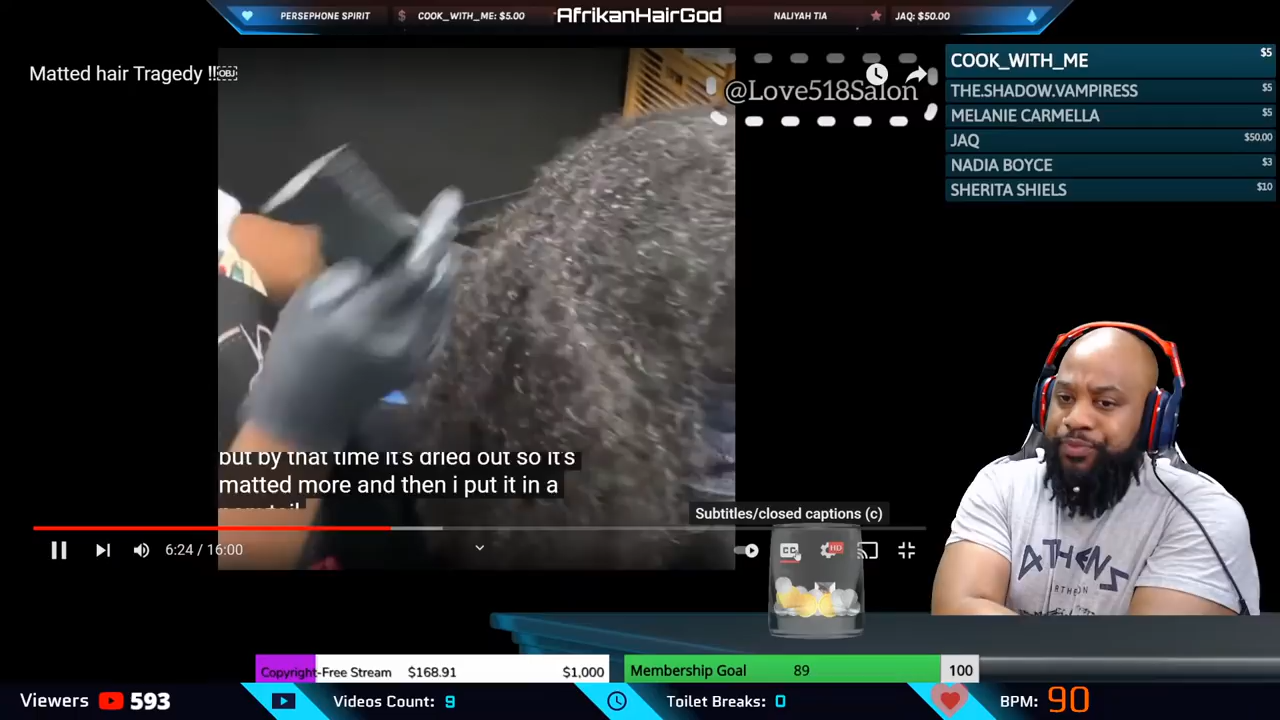 PERSEPHONE SPIRIT
COOK_WITH_ME: $5.00
AfrikanHairGod
NALIYAH TIA
JAQ: $50.00
Matted hair Tragedy !!
OBJ
@Love518Salon
COOK_WITH_ME $5
THE.SHADOW.VAMPIRESS $5
MELANIE CARMELLA $5
JAQ $50.00
NADIA BOYCE $3
SHERITA SHIELS $10
but by that time it's dried out so it's
matted more and then i put it in a
Subtitles/closed captions (c)
6:24 / 16:00
CC
HD
ATHENS
Copyright-Free Stream $168.91 $1,000
Membership Goal 89 100
Viewers 593
Videos Count: 9
Toilet Breaks: 0
BPM: 90